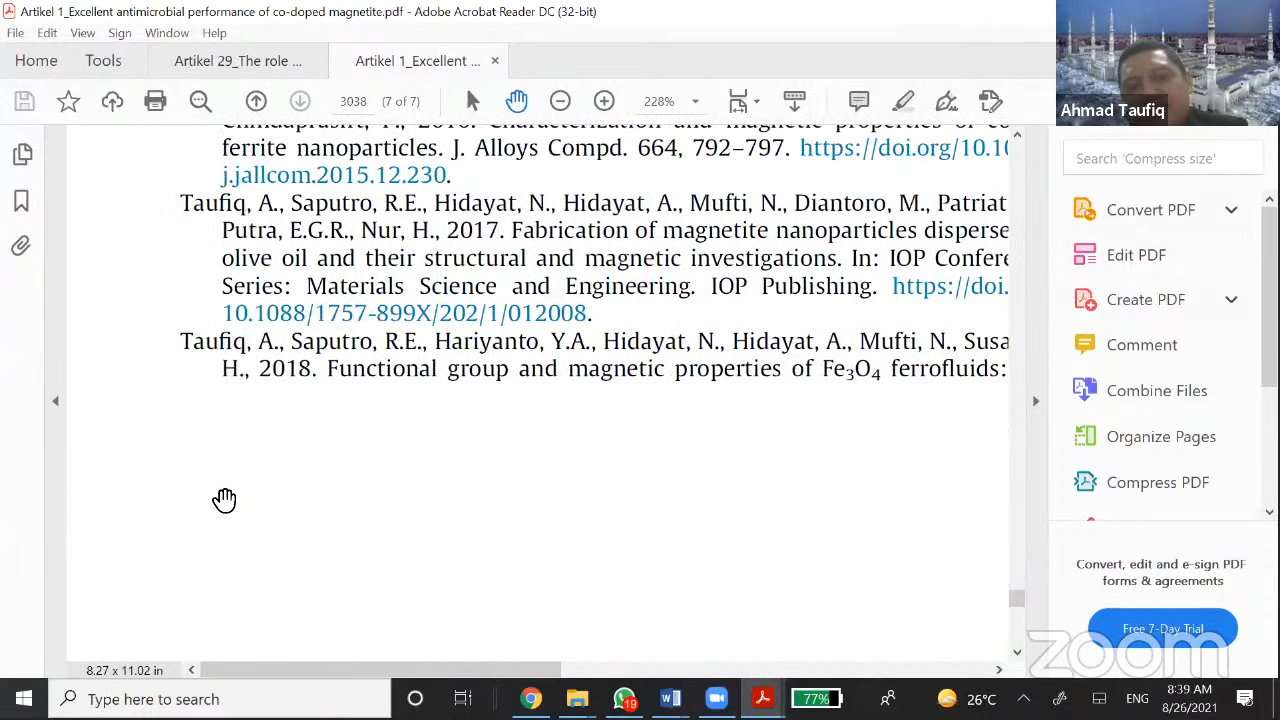 Artikel 1_Excellent antimicrobial performance of co-doped magnetite.pdf - Adobe Acrobat Reader DC (32-bit)
File Edit View Sign Window Help
Home Tools Artikel 29_The role ... Artikel 1_Excellent ... ×
3038 (7 of 7) 228%
Ahmad Taufiq
ferrite nanoparticles. J. Alloys Compd. 664, 792–797. https://doi.org/10.10
j.jallcom.2015.12.230.
Taufiq, A., Saputro, R.E., Hidayat, N., Hidayat, A., Mufti, N., Diantoro, M., Patriat
Putra, E.G.R., Nur, H., 2017. Fabrication of magnetite nanoparticles disperse
olive oil and their structural and magnetic investigations. In: IOP Confere
Series: Materials Science and Engineering. IOP Publishing. https://doi.
10.1088/1757-899X/202/1/012008.
Taufiq, A., Saputro, R.E., Hariyanto, Y.A., Hidayat, N., Hidayat, A., Mufti, N., Susa
H., 2018. Functional group and magnetic properties of Fe₃O₄ ferrofluids:
8.27 x 11.02 in
Search 'Compress size'
Convert PDF
Edit PDF
Create PDF
Comment
Combine Files
Organize Pages
Compress PDF
Convert, edit and e-sign PDF
forms & agreements
Free 7-Day Trial
zoom
Type here to search
19
77%
26°C
ENG
8:39 AM
8/26/2021